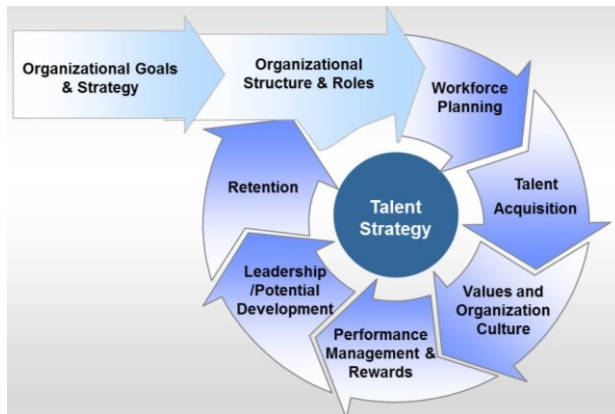 Organizational Goals
& Strategy
Organizational
Structure & Roles
Workforce
Planning
Talent
Acquisition
Values and
Organization
Culture
Performance
Management &
Rewards
Leadership
/Potential
Development
Retention
Talent
Strategy